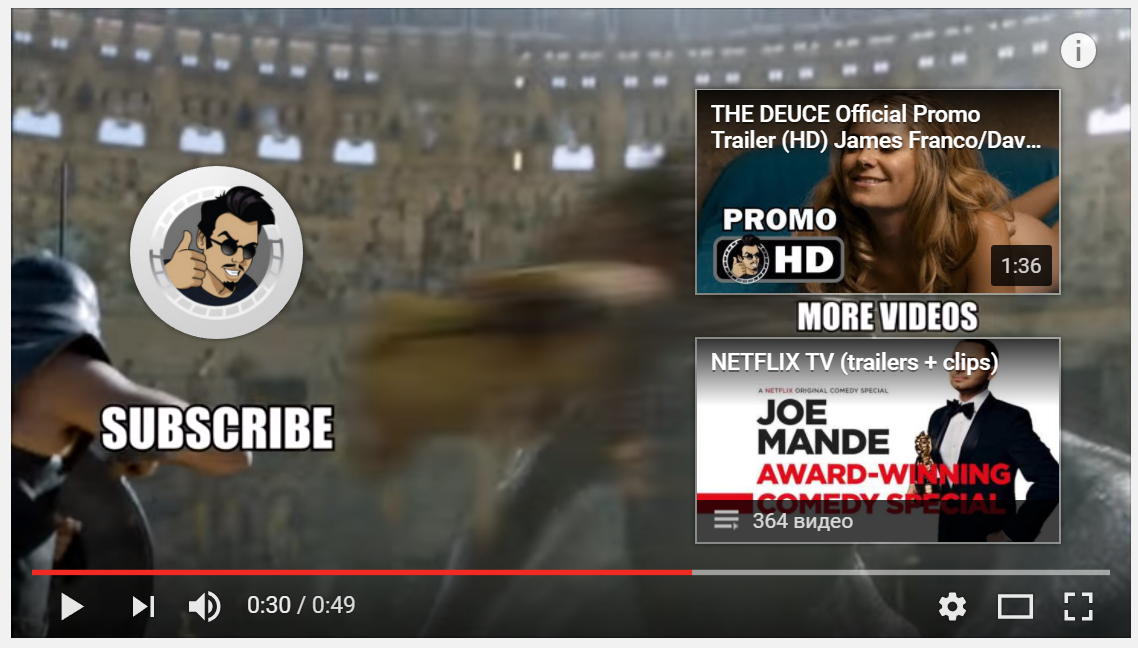 THE DEUCE Official Promo
Trailer (HD) James Franco/Dav...
PROMO
HD
1:36
SUBSCRIBE
MORE VIDEOS
NETFLIX TV (trailers + clips)
A NETFLIX ORIGINAL COMEDY SPECIAL
JOE
MANDE
AWARD-WINNING
COMEDY SPECIAL
364 видео
0:30 / 0:49